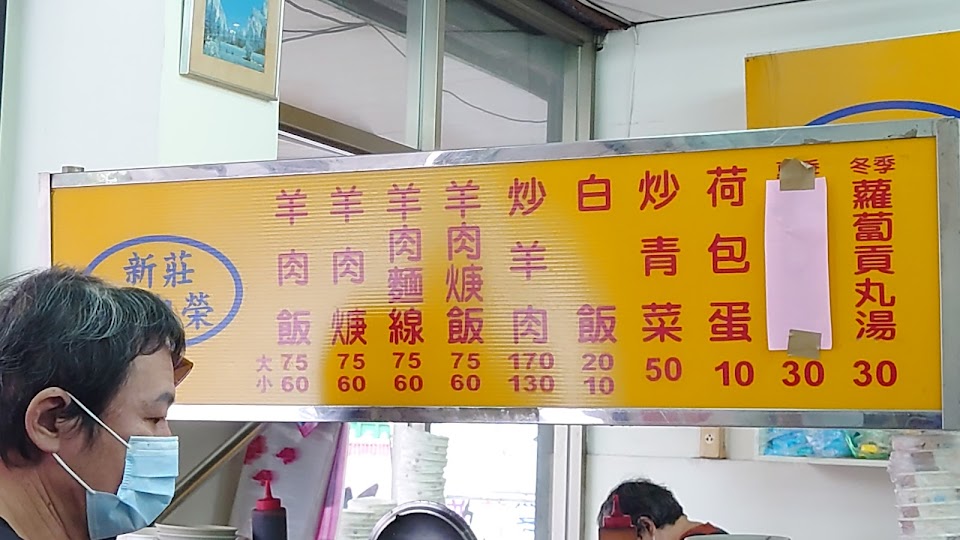 新莊
榮
大
小
羊肉飯
75
60
羊肉焿
75
60
羊肉麵線
75
60
羊肉焿飯
75
60
炒羊肉
170
130
白飯
20
10
炒青菜
50
荷包蛋
10
季
30
冬季
蘿蔔貢丸湯
30